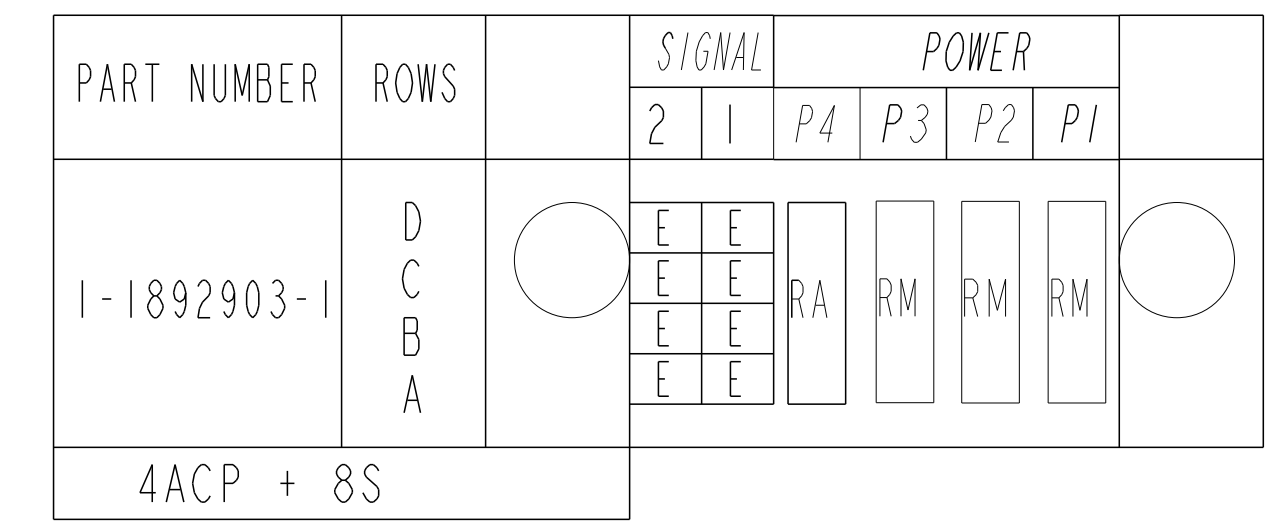 PART NUMBER ROWS SIGNAL POWER
2 1 P4 P3 P2 P1
1-1892903-1
D E E
C E E
B E E
A E E
RA RM RM RM
4ACP + 8S